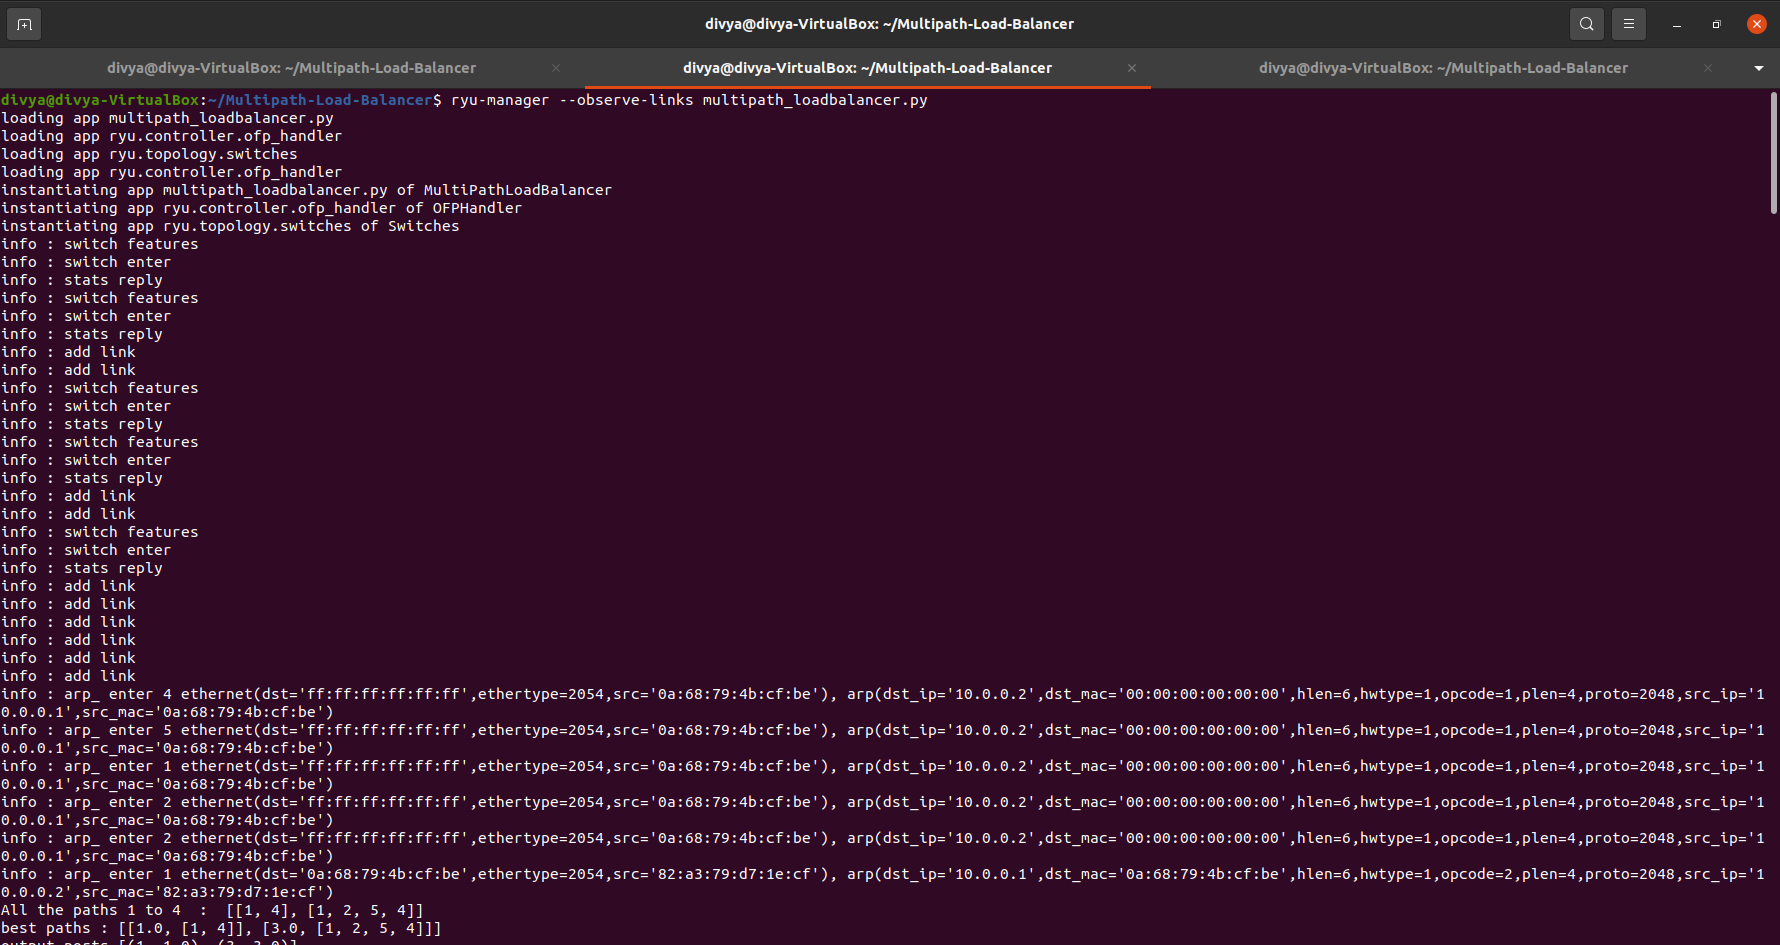 divya@divya-VirtualBox: ~/Multipath-Load-Balancer
divya@divya-VirtualBox: ~/Multipath-Load-Balancer
divya@divya-VirtualBox: ~/Multipath-Load-Balancer
divya@divya-VirtualBox: ~/Multipath-Load-Balancer
divya@divya-VirtualBox:~/Multipath-Load-Balancer$ ryu-manager --observe-links multipath_loadbalancer.py
loading app multipath_loadbalancer.py
loading app ryu.controller.ofp_handler
loading app ryu.topology.switches
loading app ryu.controller.ofp_handler
instantiating app multipath_loadbalancer.py of MultiPathLoadBalancer
instantiating app ryu.controller.ofp_handler of OFPHandler
instantiating app ryu.topology.switches of Switches
info : switch features
info : switch enter
info : stats reply
info : switch features
info : switch enter
info : stats reply
info : add link
info : add link
info : switch features
info : switch enter
info : stats reply
info : switch features
info : switch enter
info : stats reply
info : add link
info : add link
info : switch features
info : switch enter
info : stats reply
info : add link
info : add link
info : add link
info : add link
info : add link
info : add link
info : arp_ enter 4 ethernet(dst='ff:ff:ff:ff:ff:ff',ethertype=2054,src='0a:68:79:4b:cf:be'), arp(dst_ip='10.0.0.2',dst_mac='00:00:00:00:00:00',hlen=6,hwtype=1,opcode=1,plen=4,proto=2048,src_ip='1
0.0.0.1',src_mac='0a:68:79:4b:cf:be')
info : arp_ enter 5 ethernet(dst='ff:ff:ff:ff:ff:ff',ethertype=2054,src='0a:68:79:4b:cf:be'), arp(dst_ip='10.0.0.2',dst_mac='00:00:00:00:00:00',hlen=6,hwtype=1,opcode=1,plen=4,proto=2048,src_ip='1
0.0.0.1',src_mac='0a:68:79:4b:cf:be')
info : arp_ enter 1 ethernet(dst='ff:ff:ff:ff:ff:ff',ethertype=2054,src='0a:68:79:4b:cf:be'), arp(dst_ip='10.0.0.2',dst_mac='00:00:00:00:00:00',hlen=6,hwtype=1,opcode=1,plen=4,proto=2048,src_ip='1
0.0.0.1',src_mac='0a:68:79:4b:cf:be')
info : arp_ enter 2 ethernet(dst='ff:ff:ff:ff:ff:ff',ethertype=2054,src='0a:68:79:4b:cf:be'), arp(dst_ip='10.0.0.2',dst_mac='00:00:00:00:00:00',hlen=6,hwtype=1,opcode=1,plen=4,proto=2048,src_ip='1
0.0.0.1',src_mac='0a:68:79:4b:cf:be')
info : arp_ enter 2 ethernet(dst='ff:ff:ff:ff:ff:ff',ethertype=2054,src='0a:68:79:4b:cf:be'), arp(dst_ip='10.0.0.2',dst_mac='00:00:00:00:00:00',hlen=6,hwtype=1,opcode=1,plen=4,proto=2048,src_ip='1
0.0.0.1',src_mac='0a:68:79:4b:cf:be')
info : arp_ enter 1 ethernet(dst='0a:68:79:4b:cf:be',ethertype=2054,src='82:a3:79:d7:1e:cf'), arp(dst_ip='10.0.0.1',dst_mac='0a:68:79:4b:cf:be',hlen=6,hwtype=1,opcode=2,plen=4,proto=2048,src_ip='1
0.0.0.2',src_mac='82:a3:79:d7:1e:cf')
All the paths 1 to 4  :  [[1, 4], [1, 2, 5, 4]]
best paths : [[1.0, [1, 4]], [3.0, [1, 2, 5, 4]]]
output ports [(1, 1.0), (3, 3.0)]